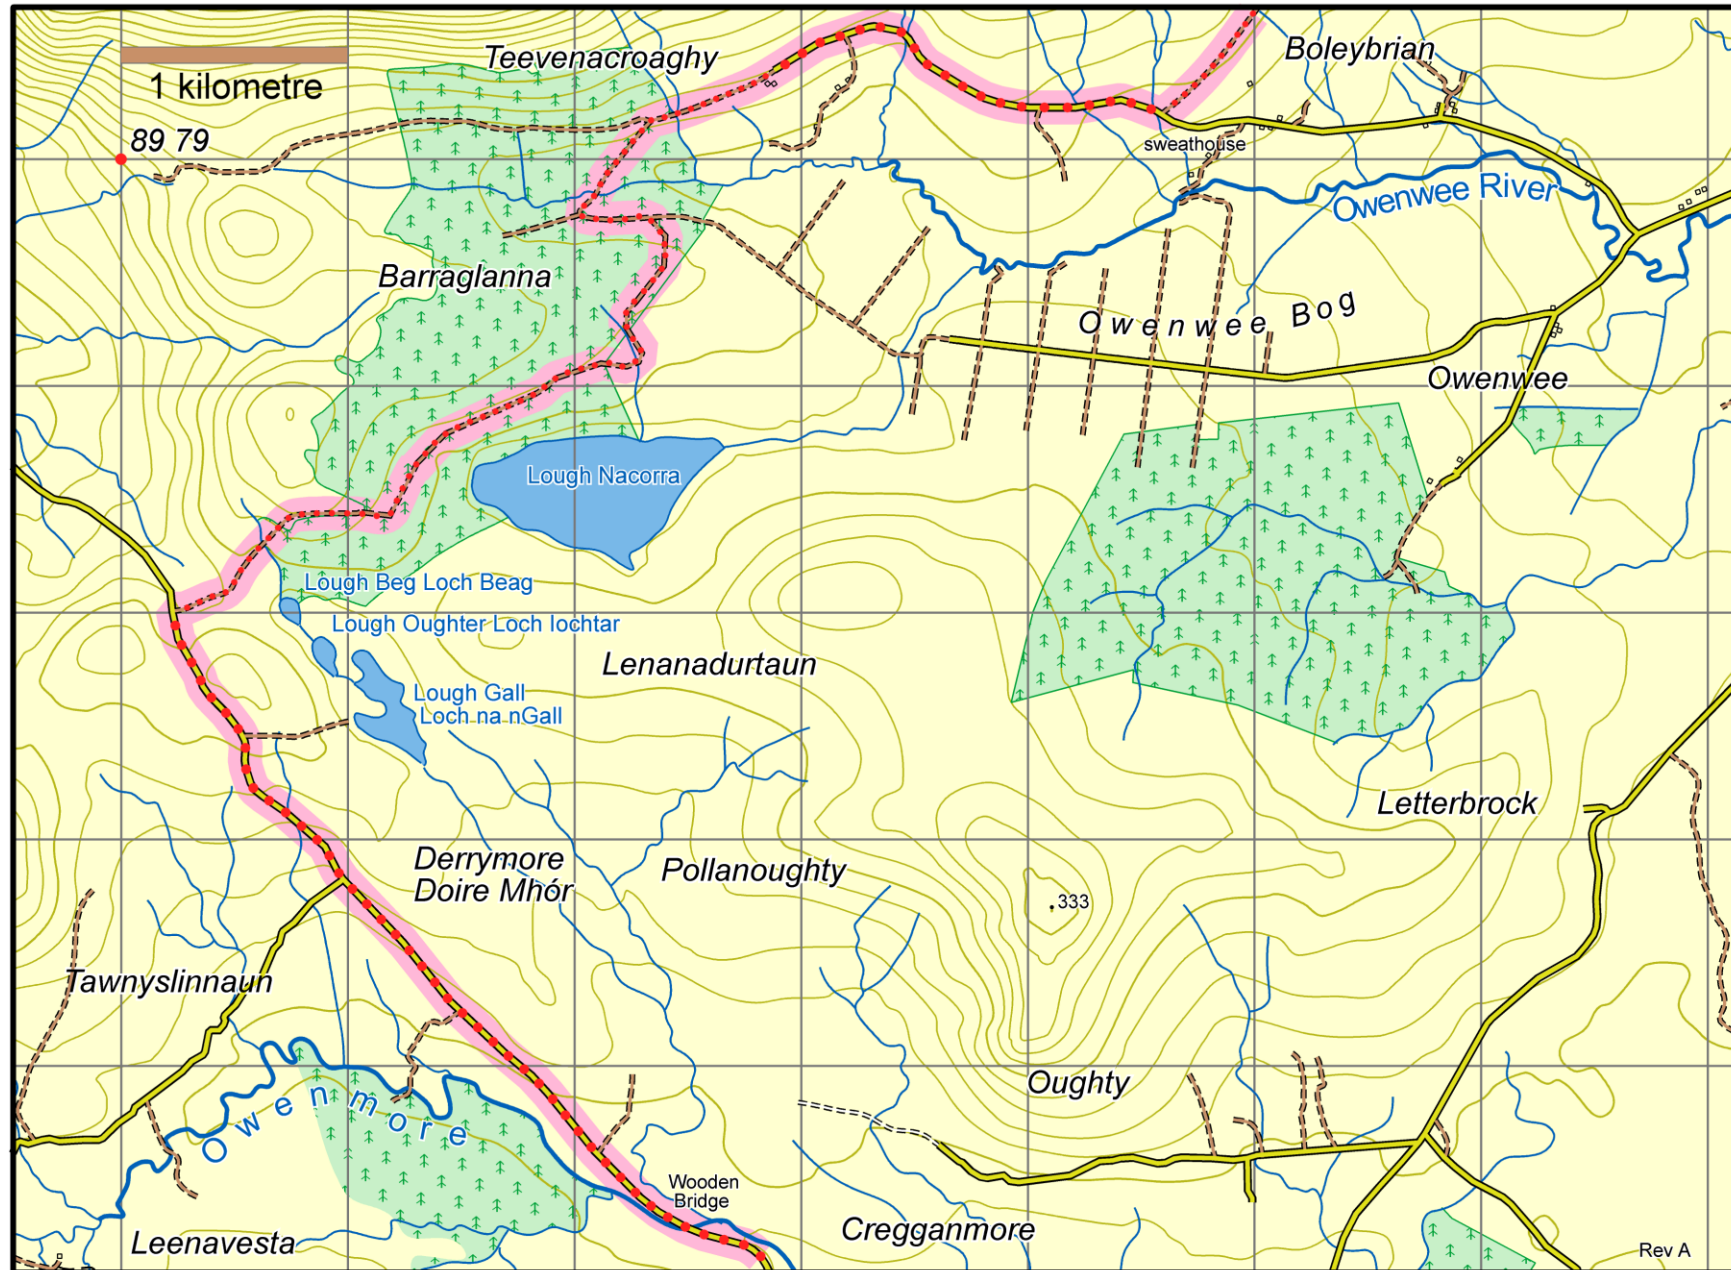 Teevenacroaghy
Boleybrian
1 kilometre
89 79
sweathouse
Owenwee River
Barraglanna
Owenwee Bog
Owenwee
Lough Nacorra
Lough Beg Loch Beag
Lough Oughter Loch Iochtar
Lenanadurtaun
Lough Gall
Loch na nGall
Letterbrock
Derrymore
Doire Mhór
Pollanoughty
.333
Tawnyslinnaun
Oughty
Owenmore
Wooden
Bridge
Leenavesta
Cregganmore
Rev A